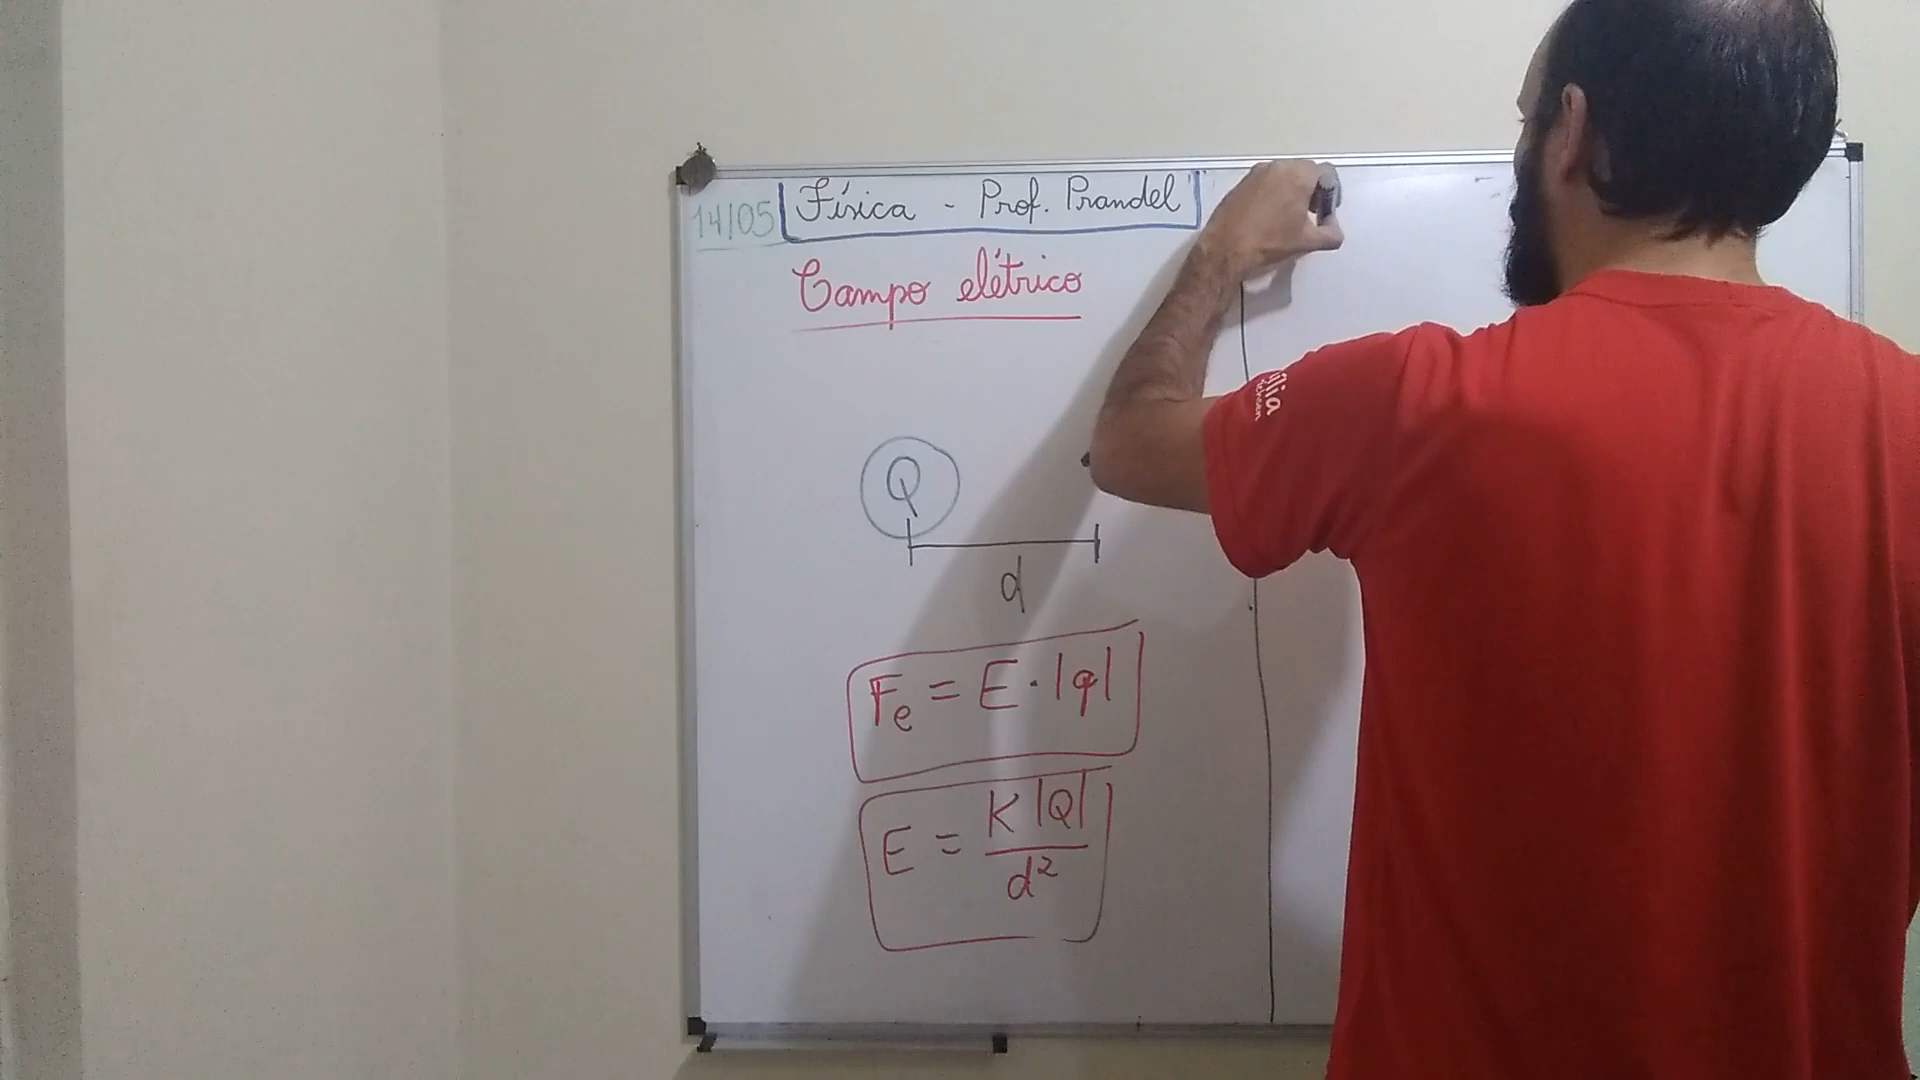 14/05 Física - Prof. Prandel
Campo elétrico
Q
d
Fe = E · |q|
E = K |Q|
d²